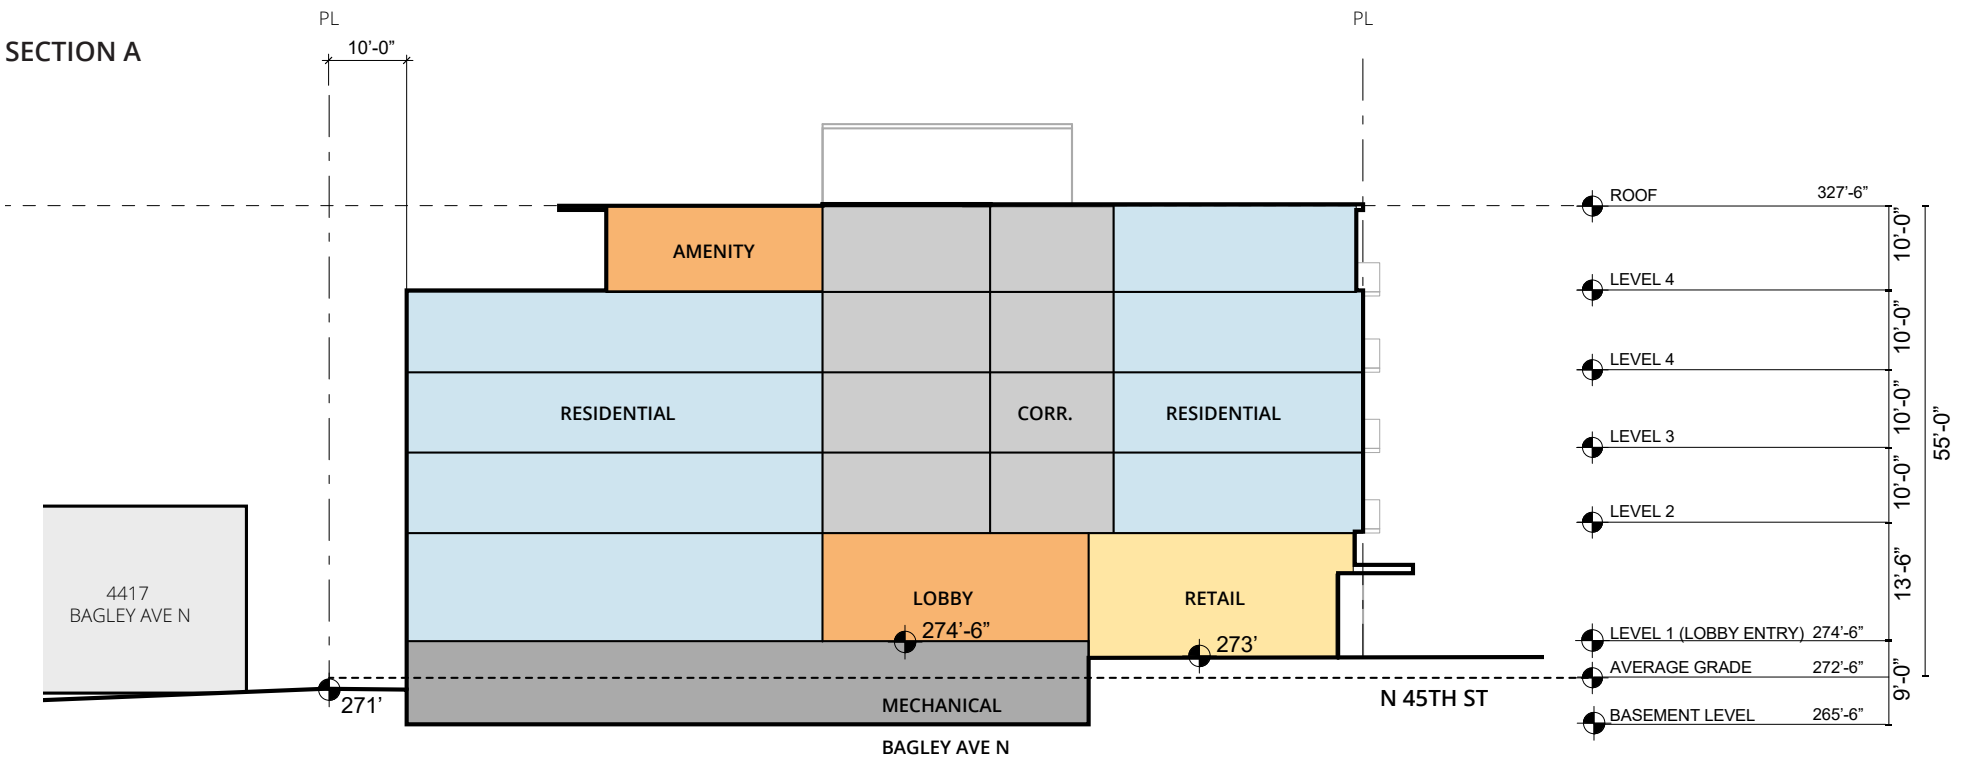 PL
PL
SECTION A
10'-0”
ROOF 327'-6”
10'-0”
AMENITY
LEVEL 4
10'-0”
LEVEL 4
RESIDENTIAL
CORR.
RESIDENTIAL
10'-0”
55'-0”
LEVEL 3
10'-0”
LEVEL 2
13'-6”
4417
BAGLEY AVE N
LOBBY
RETAIL
274'-6”
LEVEL 1 (LOBBY ENTRY) 274'-6”
273'
AVERAGE GRADE 272'-6”
9'-0”
271'
MECHANICAL
N 45TH ST
BASEMENT LEVEL 265'-6”
BAGLEY AVE N